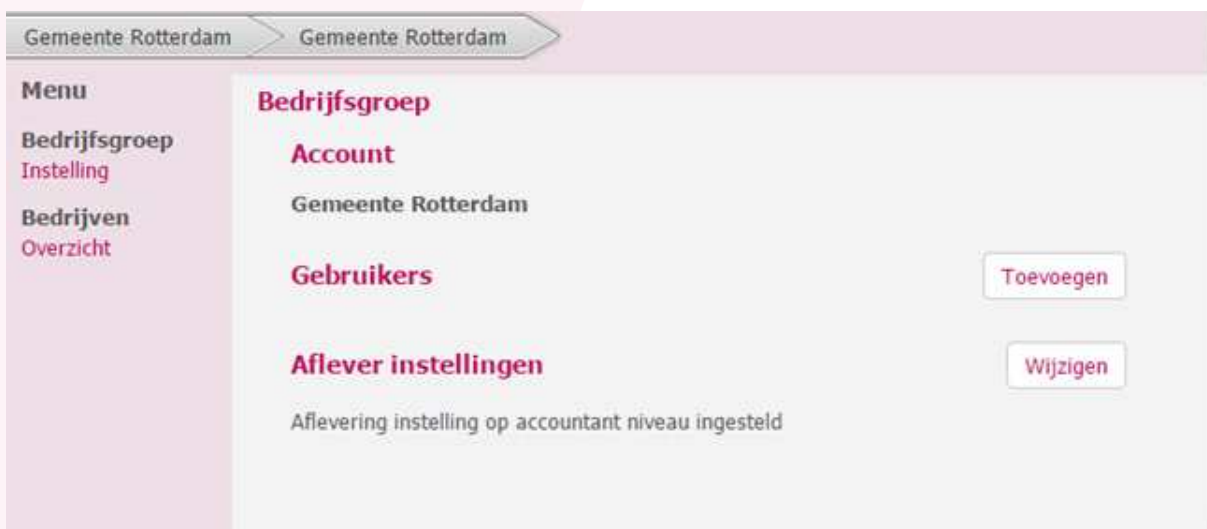 Gemeente Rotterdam
Gemeente Rotterdam
Menu
Bedrijfsgroep
Instelling
Bedrijven
Overzicht
Bedrijfsgroep
Account
Gemeente Rotterdam
Gebruikers
Toevoegen
Aflever instellingen
Wijzigen
Aflevering instelling op accountant niveau ingesteld